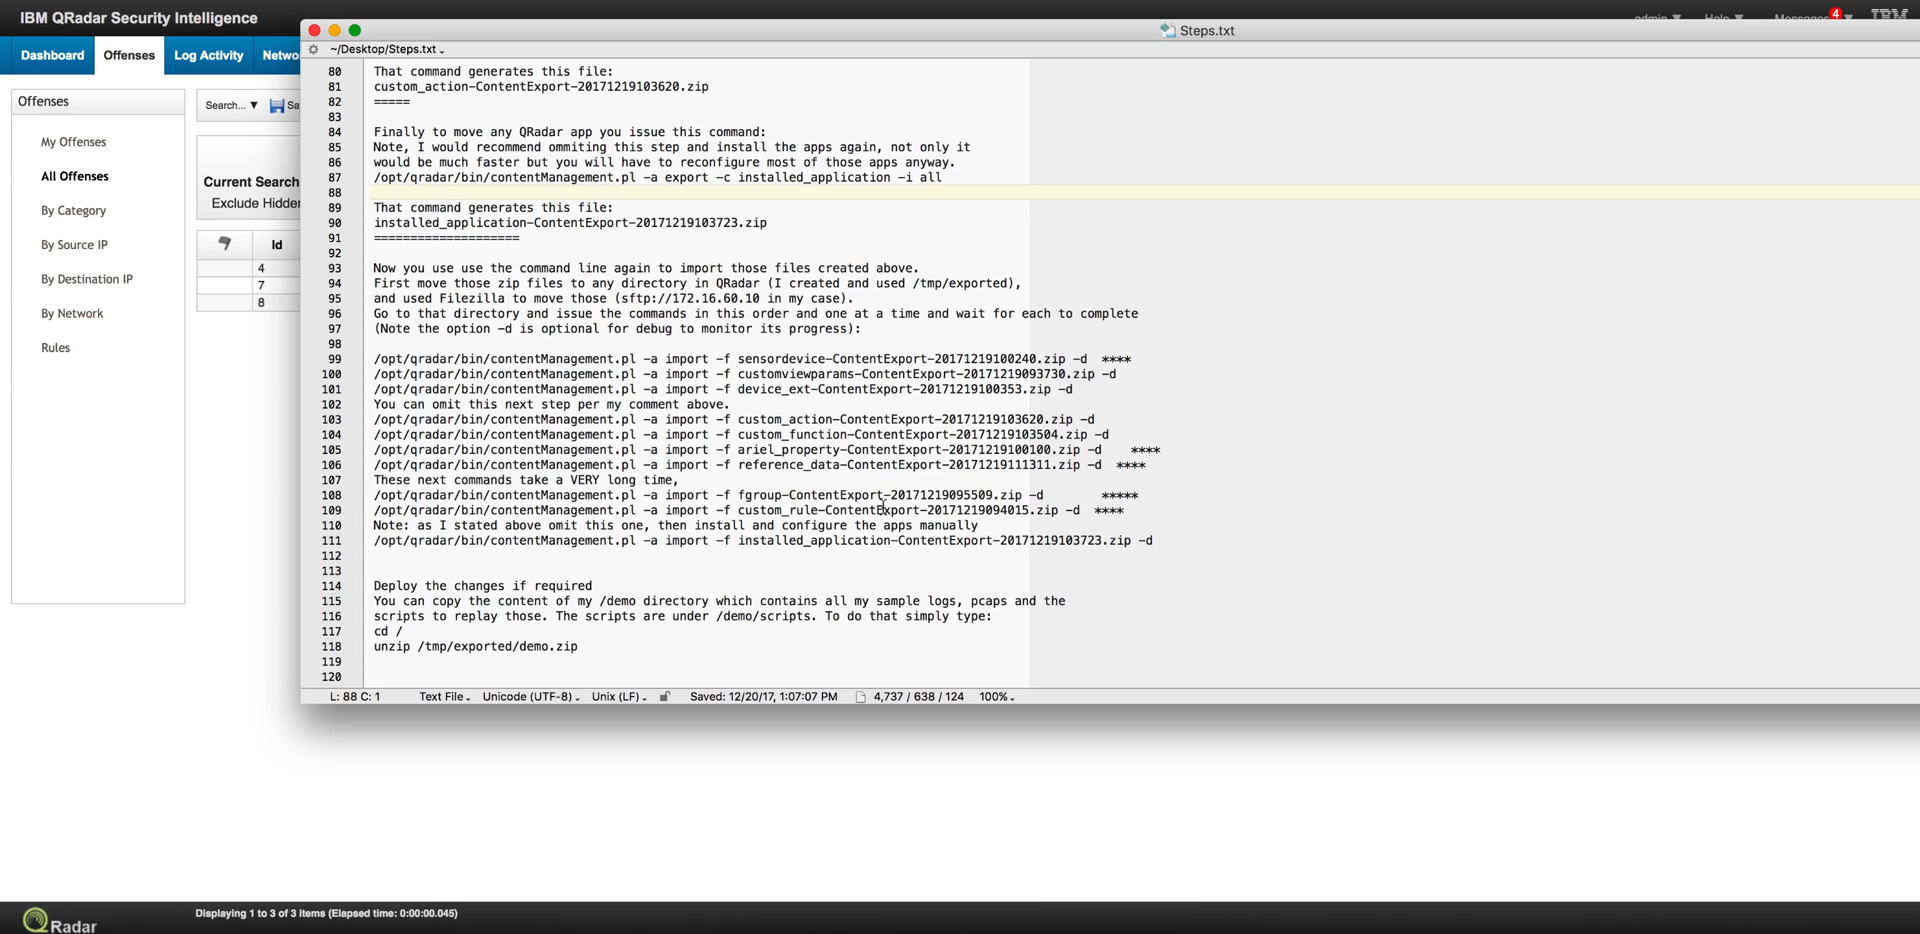 IBM QRadar Security Intelligence
admin ▼ Help ▼ Messages 4 ▼ IBM
Dashboard Offenses Log Activity Netwo
Steps.txt
~/Desktop/Steps.txt
Offenses
My Offenses
All Offenses
By Category
By Source IP
By Destination IP
By Network
Rules
Search... ▼ Sa
Current Search
Exclude Hidden
Id
4
7
8
80 That command generates this file:
81 custom_action-ContentExport-20171219103620.zip
82 =====
83
84 Finally to move any QRadar app you issue this command:
85 Note, I would recommend ommiting this step and install the apps again, not only it
86 would be much faster but you will have to reconfigure most of those apps anyway.
87 /opt/qradar/bin/contentManagement.pl -a export -c installed_application -i all
88
89 That command generates this file:
90 installed_application-ContentExport-20171219103723.zip
91 ====================
92
93 Now you use use the command line again to import those files created above.
94 First move those zip files to any directory in QRadar (I created and used /tmp/exported),
95 and used Filezilla to move those (sftp://172.16.60.10 in my case).
96 Go to that directory and issue the commands in this order and one at a time and wait for each to complete
97 (Note the option -d is optional for debug to monitor its progress):
98
99 /opt/qradar/bin/contentManagement.pl -a import -f sensordevice-ContentExport-20171219100240.zip -d ****
100 /opt/qradar/bin/contentManagement.pl -a import -f customviewparams-ContentExport-20171219093730.zip -d
101 /opt/qradar/bin/contentManagement.pl -a import -f device_ext-ContentExport-20171219100353.zip -d
102 You can omit this next step per my comment above.
103 /opt/qradar/bin/contentManagement.pl -a import -f custom_action-ContentExport-20171219103620.zip -d
104 /opt/qradar/bin/contentManagement.pl -a import -f custom_function-ContentExport-20171219103504.zip -d
105 /opt/qradar/bin/contentManagement.pl -a import -f ariel_property-ContentExport-20171219100100.zip -d ****
106 /opt/qradar/bin/contentManagement.pl -a import -f reference_data-ContentExport-20171219111311.zip -d ****
107 These next commands take a VERY long time,
108 /opt/qradar/bin/contentManagement.pl -a import -f fgroup-ContentExport-20171219095509.zip -d *****
109 /opt/qradar/bin/contentManagement.pl -a import -f custom_rule-ContentExport-20171219094015.zip -d ****
110 Note: as I stated above omit this one, then install and configure the apps manually
111 /opt/qradar/bin/contentManagement.pl -a import -f installed_application-ContentExport-20171219103723.zip -d
112
113
114 Deploy the changes if required
115 You can copy the content of my /demo directory which contains all my sample logs, pcaps and the
116 scripts to replay those. The scripts are under /demo/scripts. To do that simply type:
117 cd /
118 unzip /tmp/exported/demo.zip
119
120
L: 88 C: 1 Text File Unicode (UTF-8) Unix (LF) Saved: 12/20/17, 1:07:07 PM 4,737 / 638 / 124 100%
Displaying 1 to 3 of 3 items (Elapsed time: 0:00:00.045)
QRadar